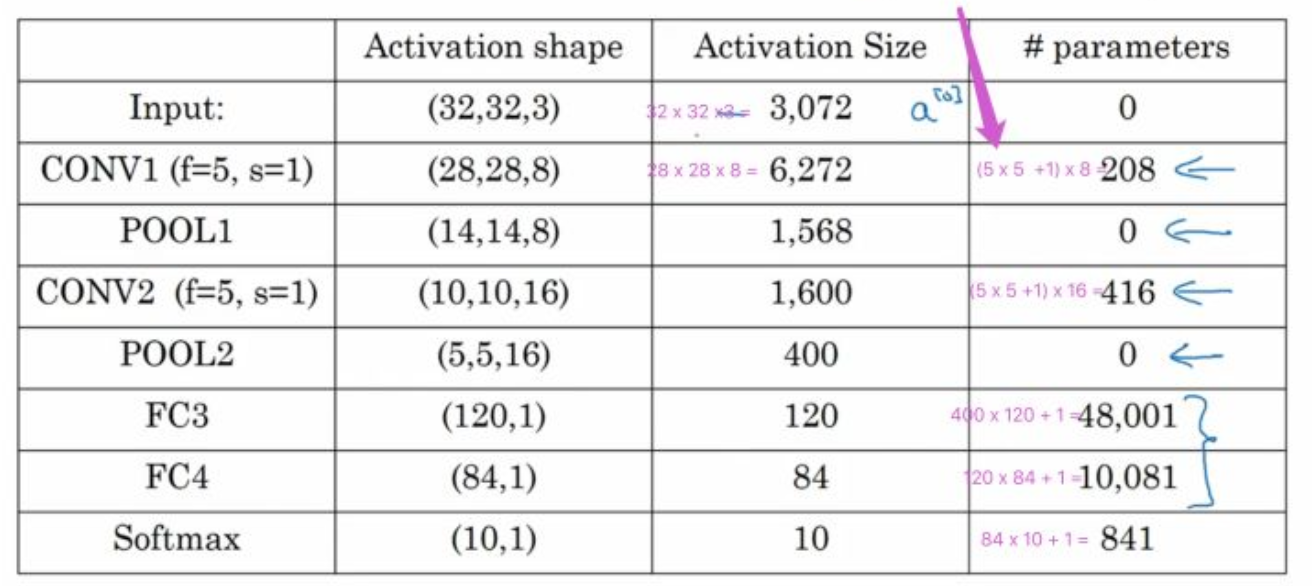 Activation shape Activation Size # parameters
Input: (32,32,3) 32 x 32 x3 = 3,072 a[0] 0
CONV1 (f=5, s=1) (28,28,8) 28 x 28 x 8 = 6,272 (5 x 5 +1) x 8 = 208
POOL1 (14,14,8) 1,568 0
CONV2 (f=5, s=1) (10,10,16) 1,600 (5 x 5 +1) x 16 = 416
POOL2 (5,5,16) 400 0
FC3 (120,1) 120 400 x 120 + 1 = 48,001
FC4 (84,1) 84 120 x 84 + 1 = 10,081
Softmax (10,1) 10 84 x 10 + 1 = 841